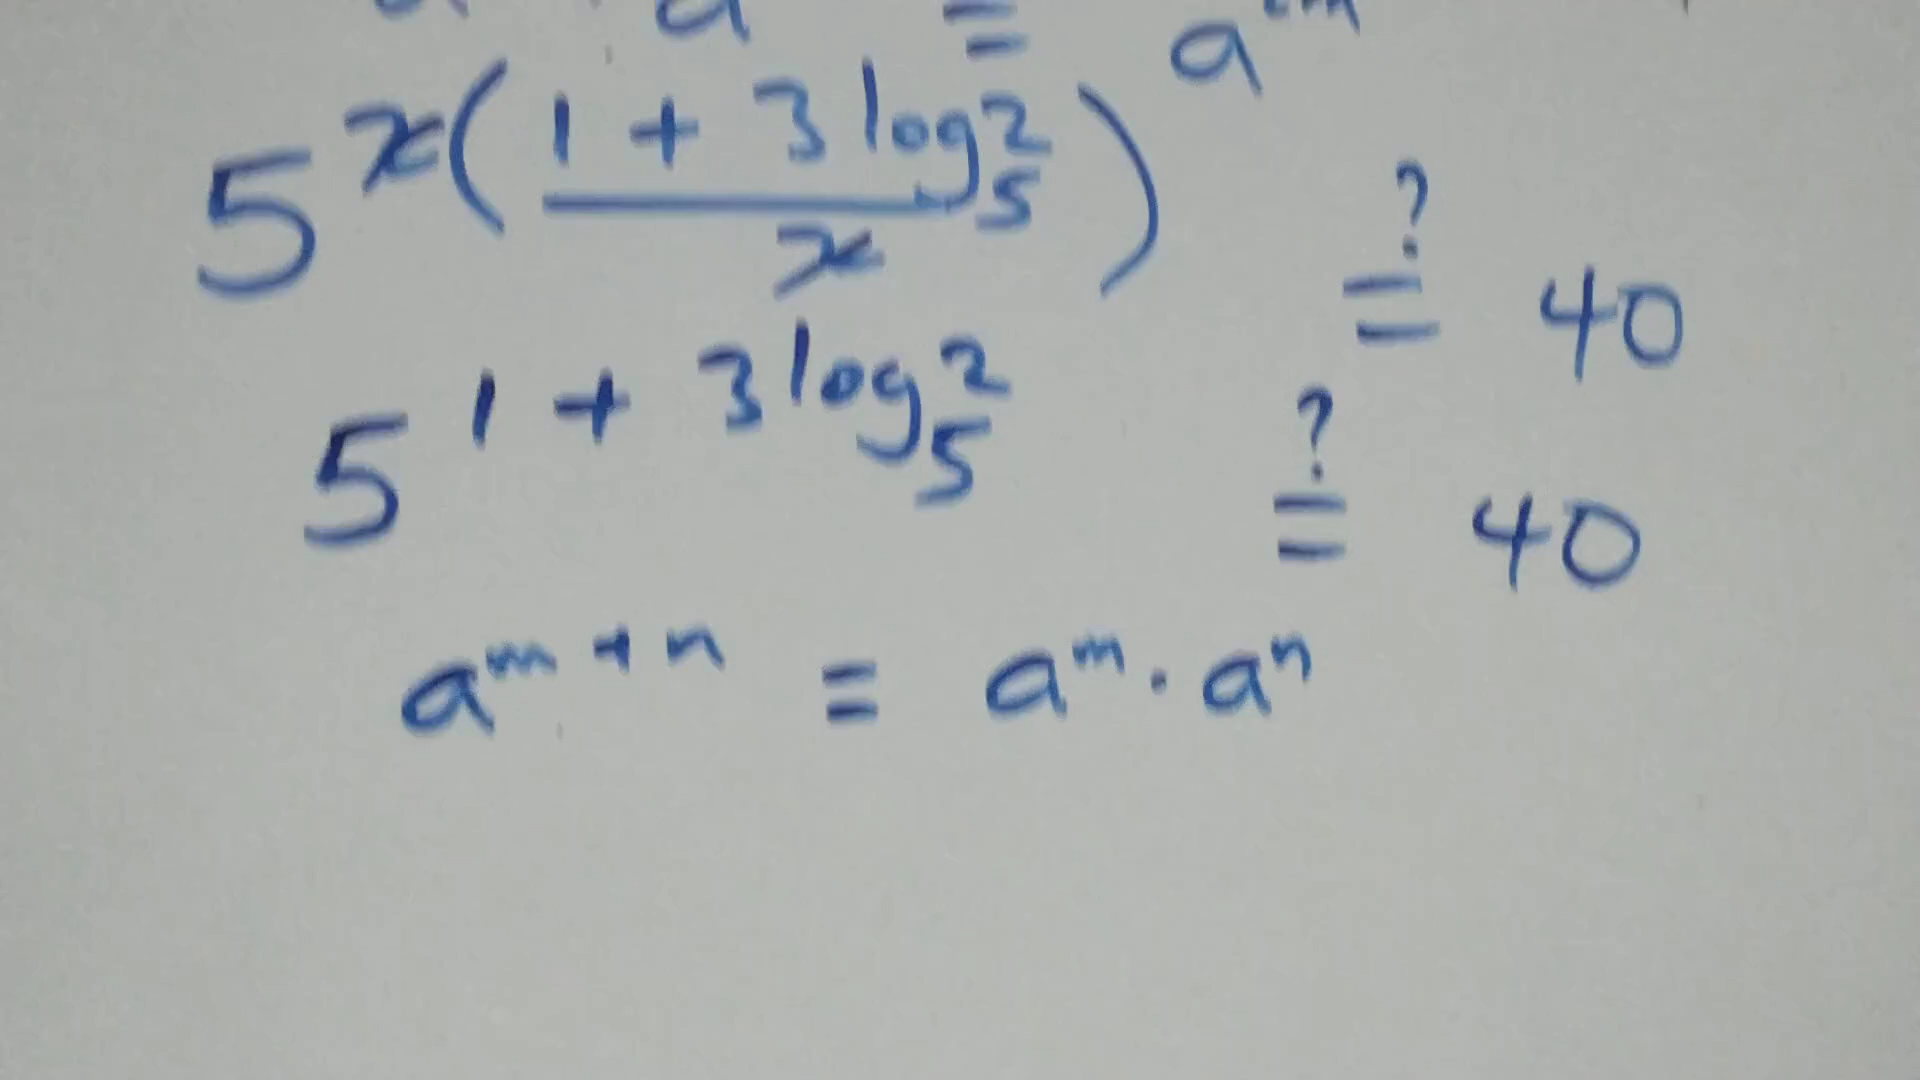 a = a^m
5^x((1 + 3 log_5 2)/x) ?= 40
5^(1 + 3 log_5 2) ?= 40
a^(m + n) = a^m · a^n